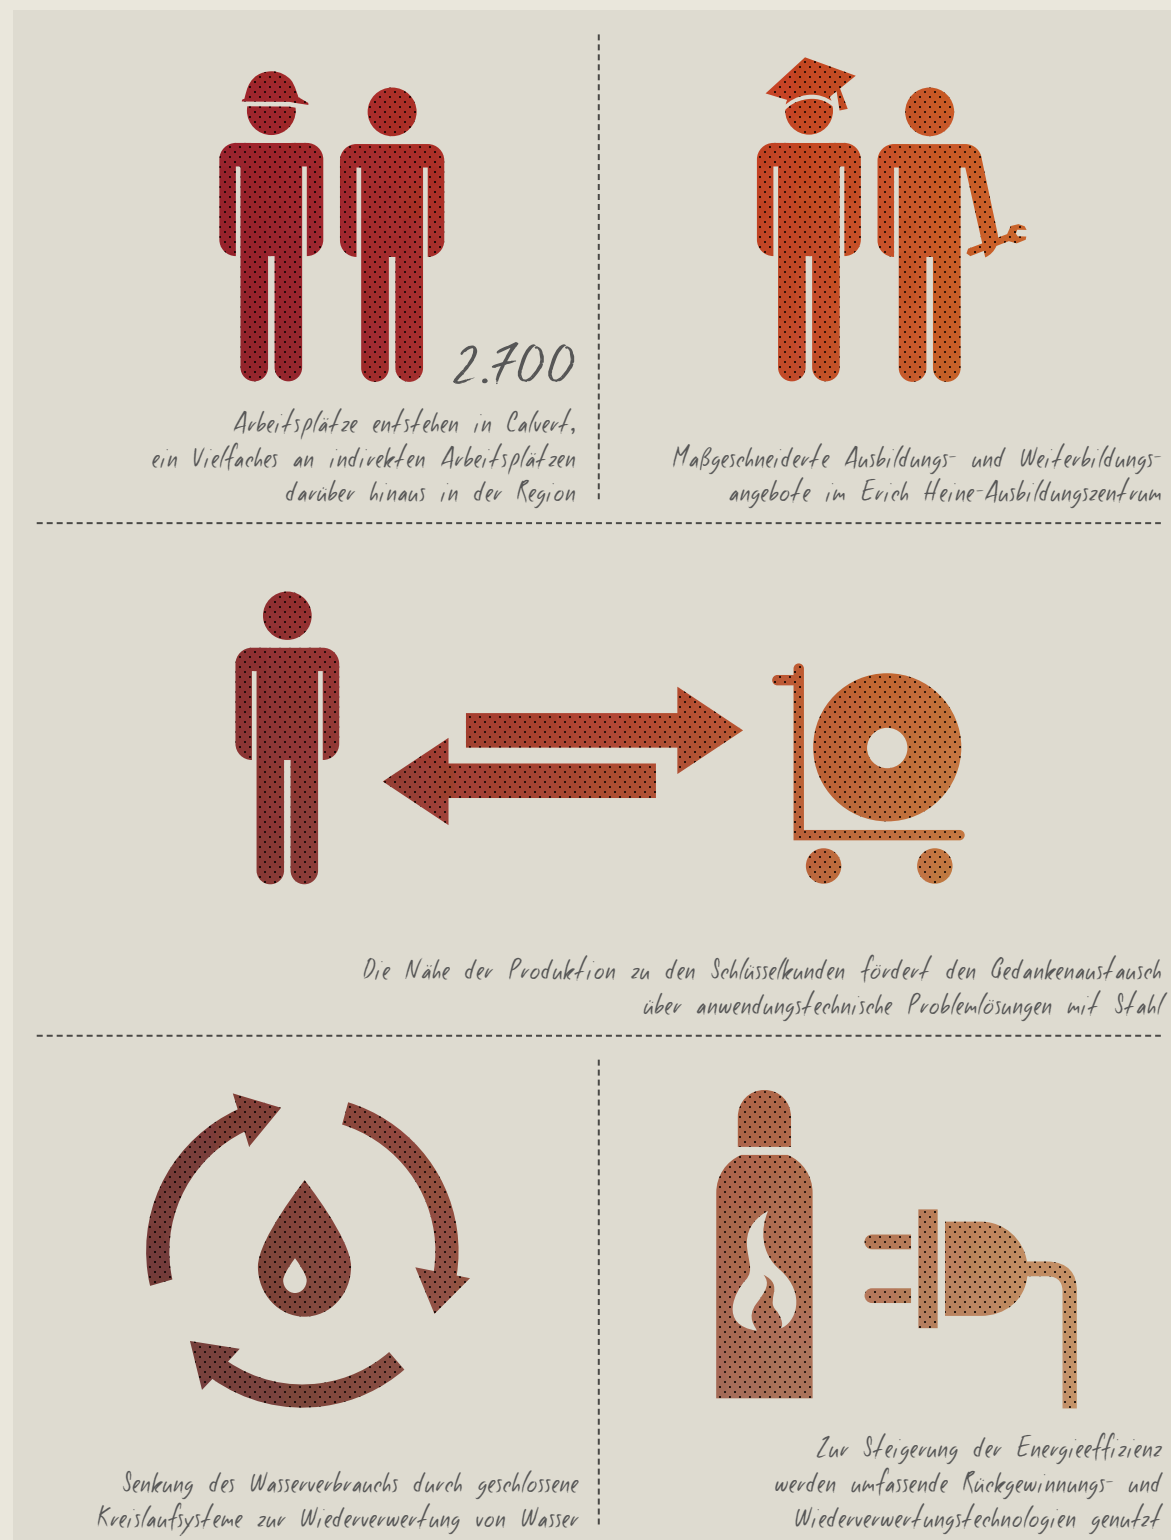 2.700
Arbeitsplätze entstehen in Calvert,
ein Vielfaches an indirekten Arbeitsplätzen
darüber hinaus in der Region
Maßgeschneiderte Ausbildungs- und Weiterbildungs-
angebote im Erich Heine-Ausbildungszentrum
Die Nähe der Produktion zu den Schlüsselkunden fördert den Gedankenaustausch
über anwendungstechnische Problemlösungen mit Stahl
Senkung des Wasserverbrauchs durch geschlossene
Kreislaufsysteme zur Wiederverwertung von Wasser
Zur Steigerung der Energieeffizienz
werden umfassende Rückgewinnungs- und
Wiederverwertungstechnologien genutzt